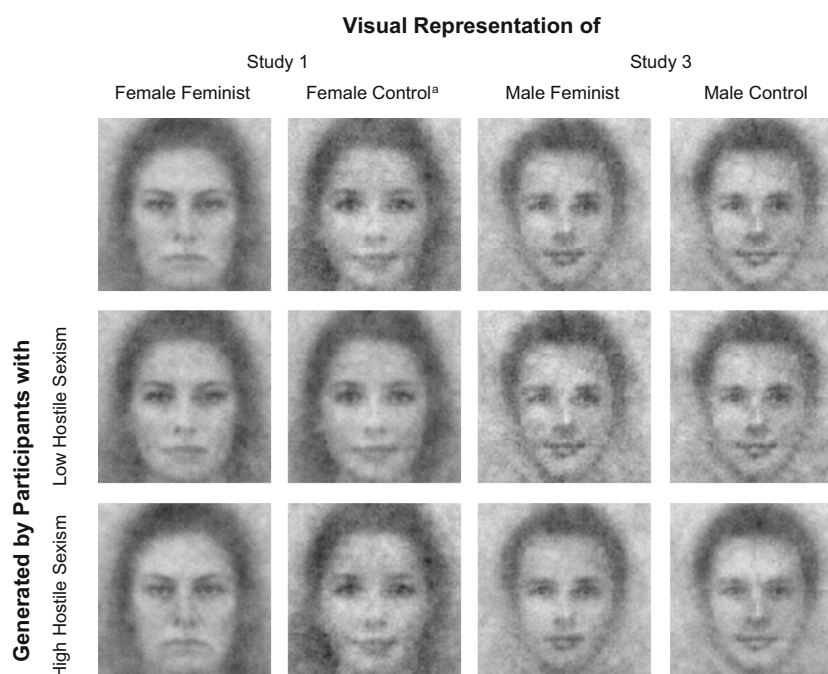 Visual Representation of
Study 1
Study 3
Female Feminist
Female Controlª
Male Feminist
Male Control
Generated by Participants with
Low Hostile Sexism
High Hostile Sexism